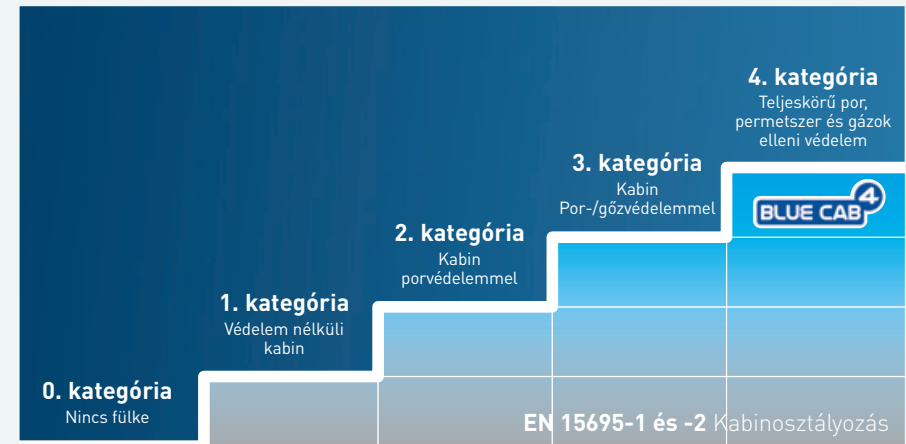 4. kategória
Teljeskörű por,
permetszer és gázok
elleni védelem
3. kategória
Kabin
Por-/gőzvédelemmel
BLUE CAB 4
2. kategória
Kabin
porvédelemmel
1. kategória
Védelem nélküli
kabin
0. kategória
Nincs fülke
EN 15695-1 és -2 Kabinosztályozás